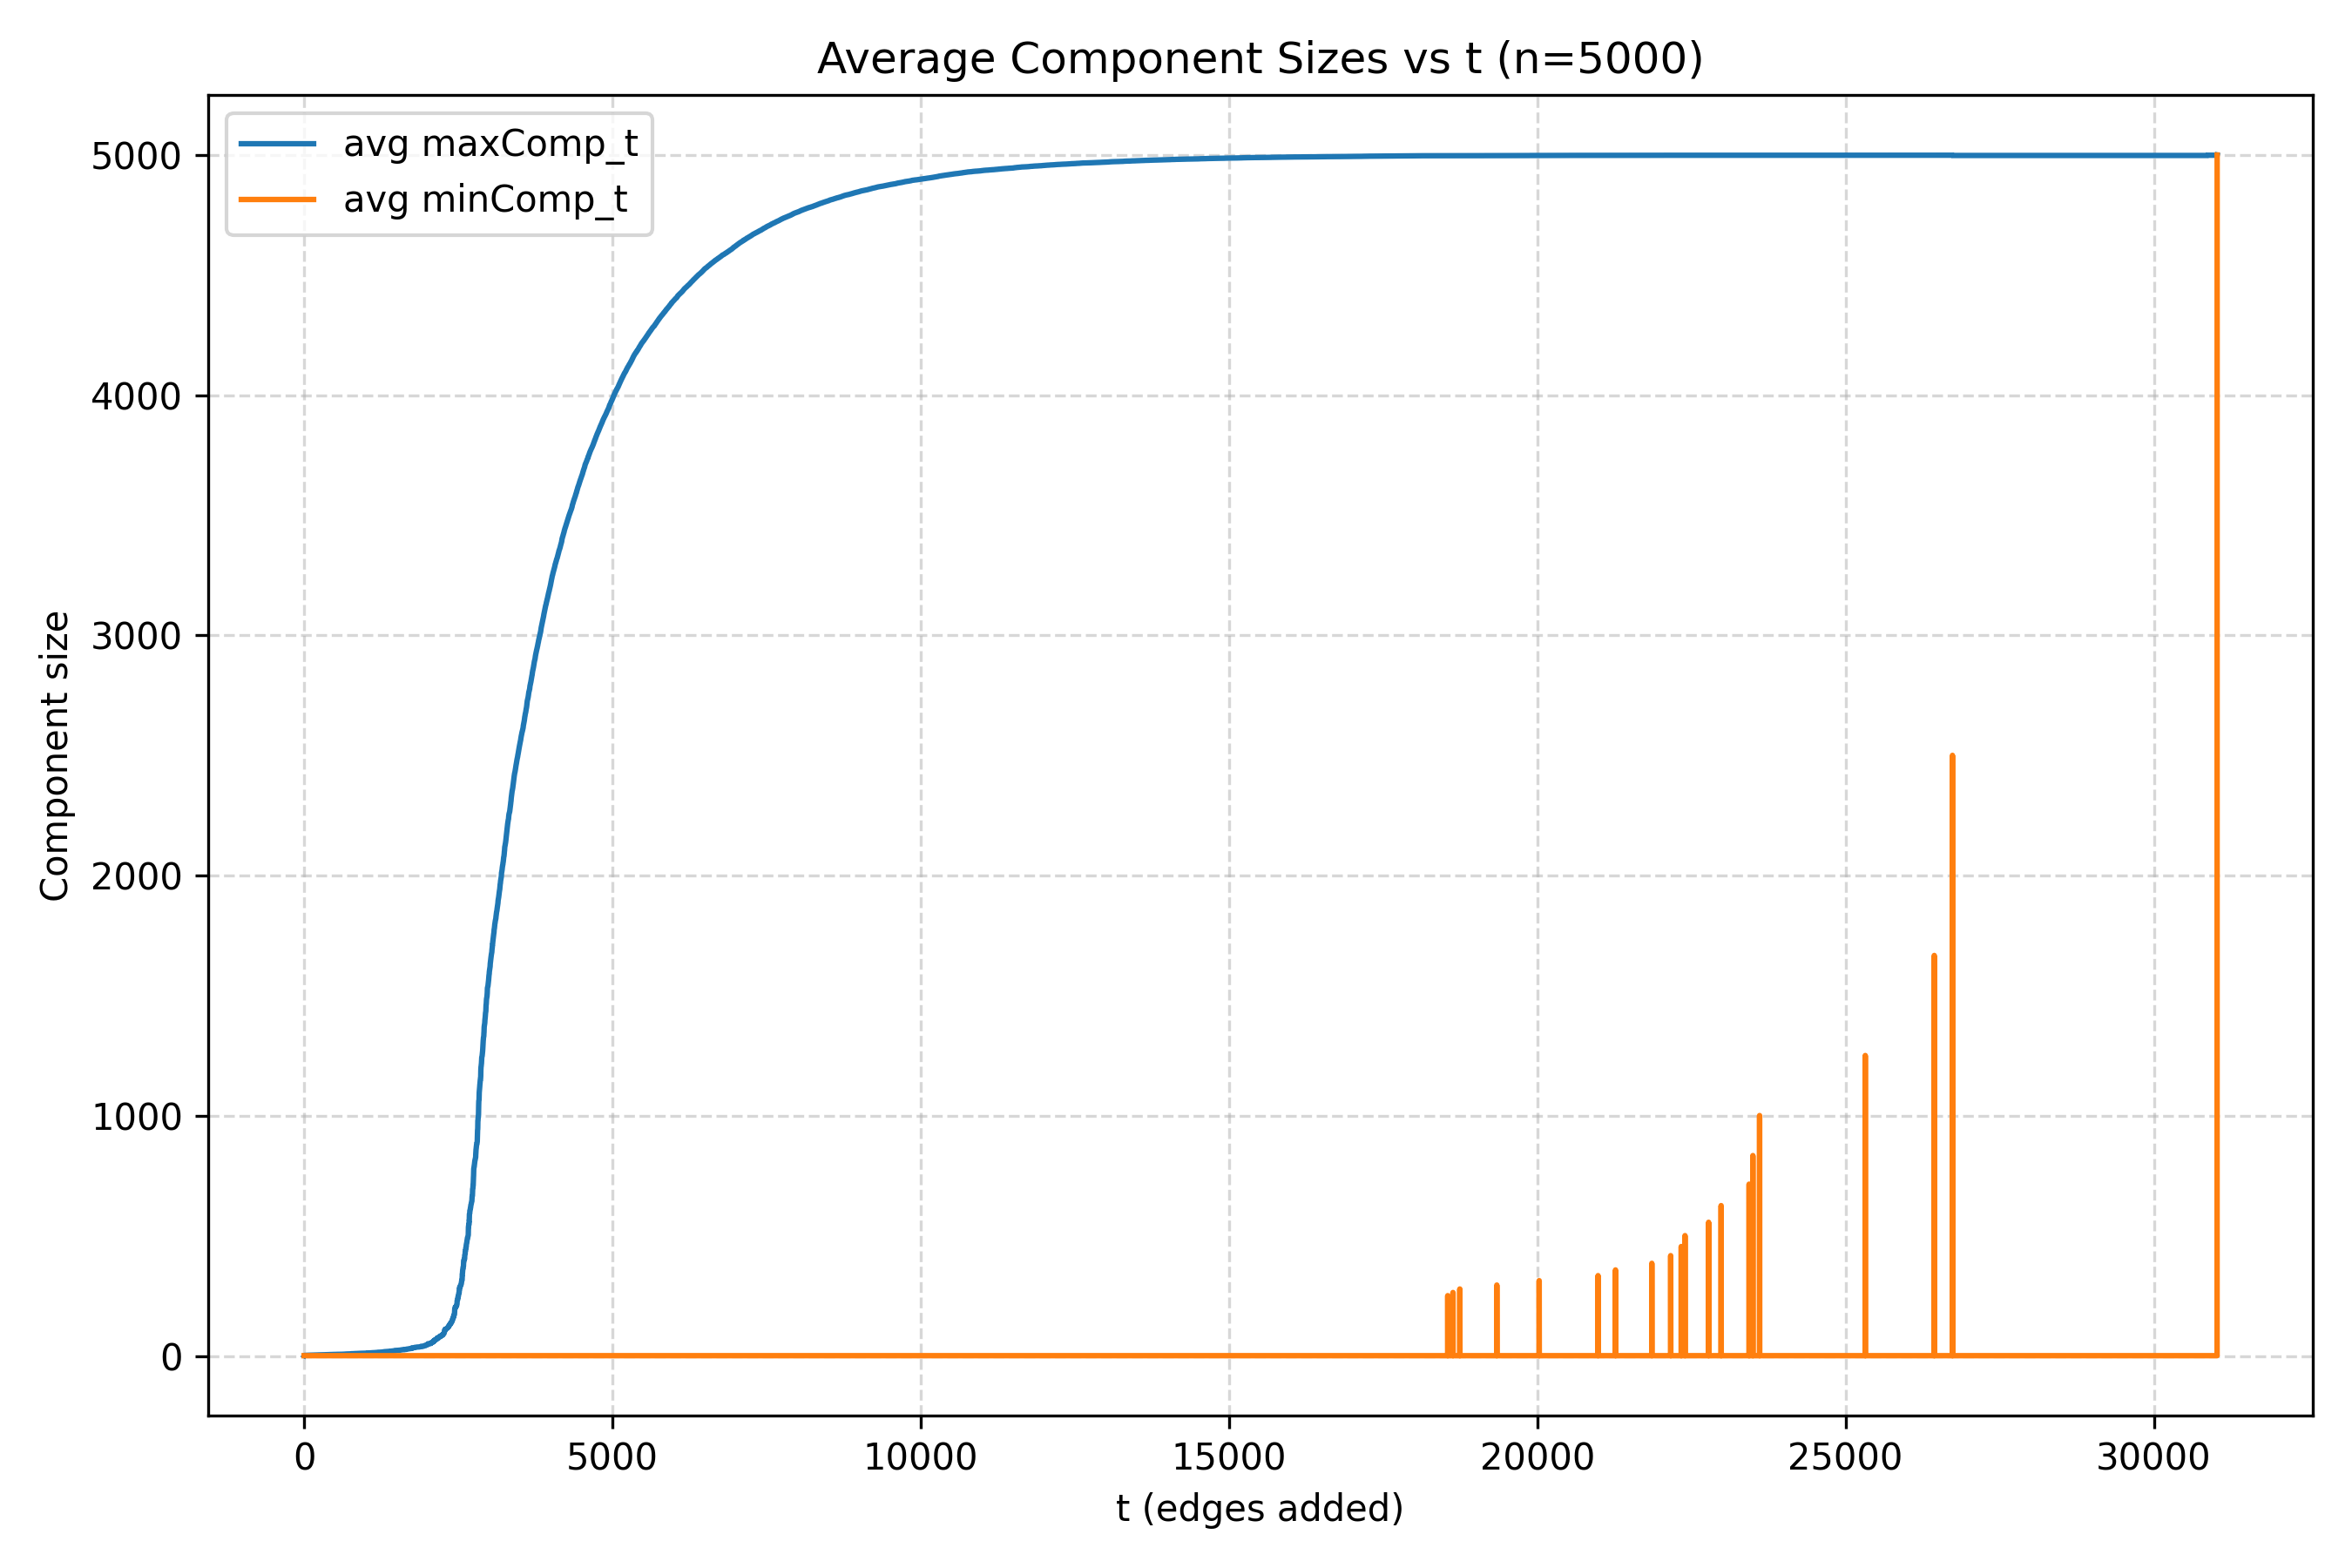 Average Component Sizes vs t (n=5000)
avg maxComp_t
avg minComp_t
5000
4000
3000
2000
1000
0
Component size
0 5000 10000 15000 20000 25000 30000
t (edges added)